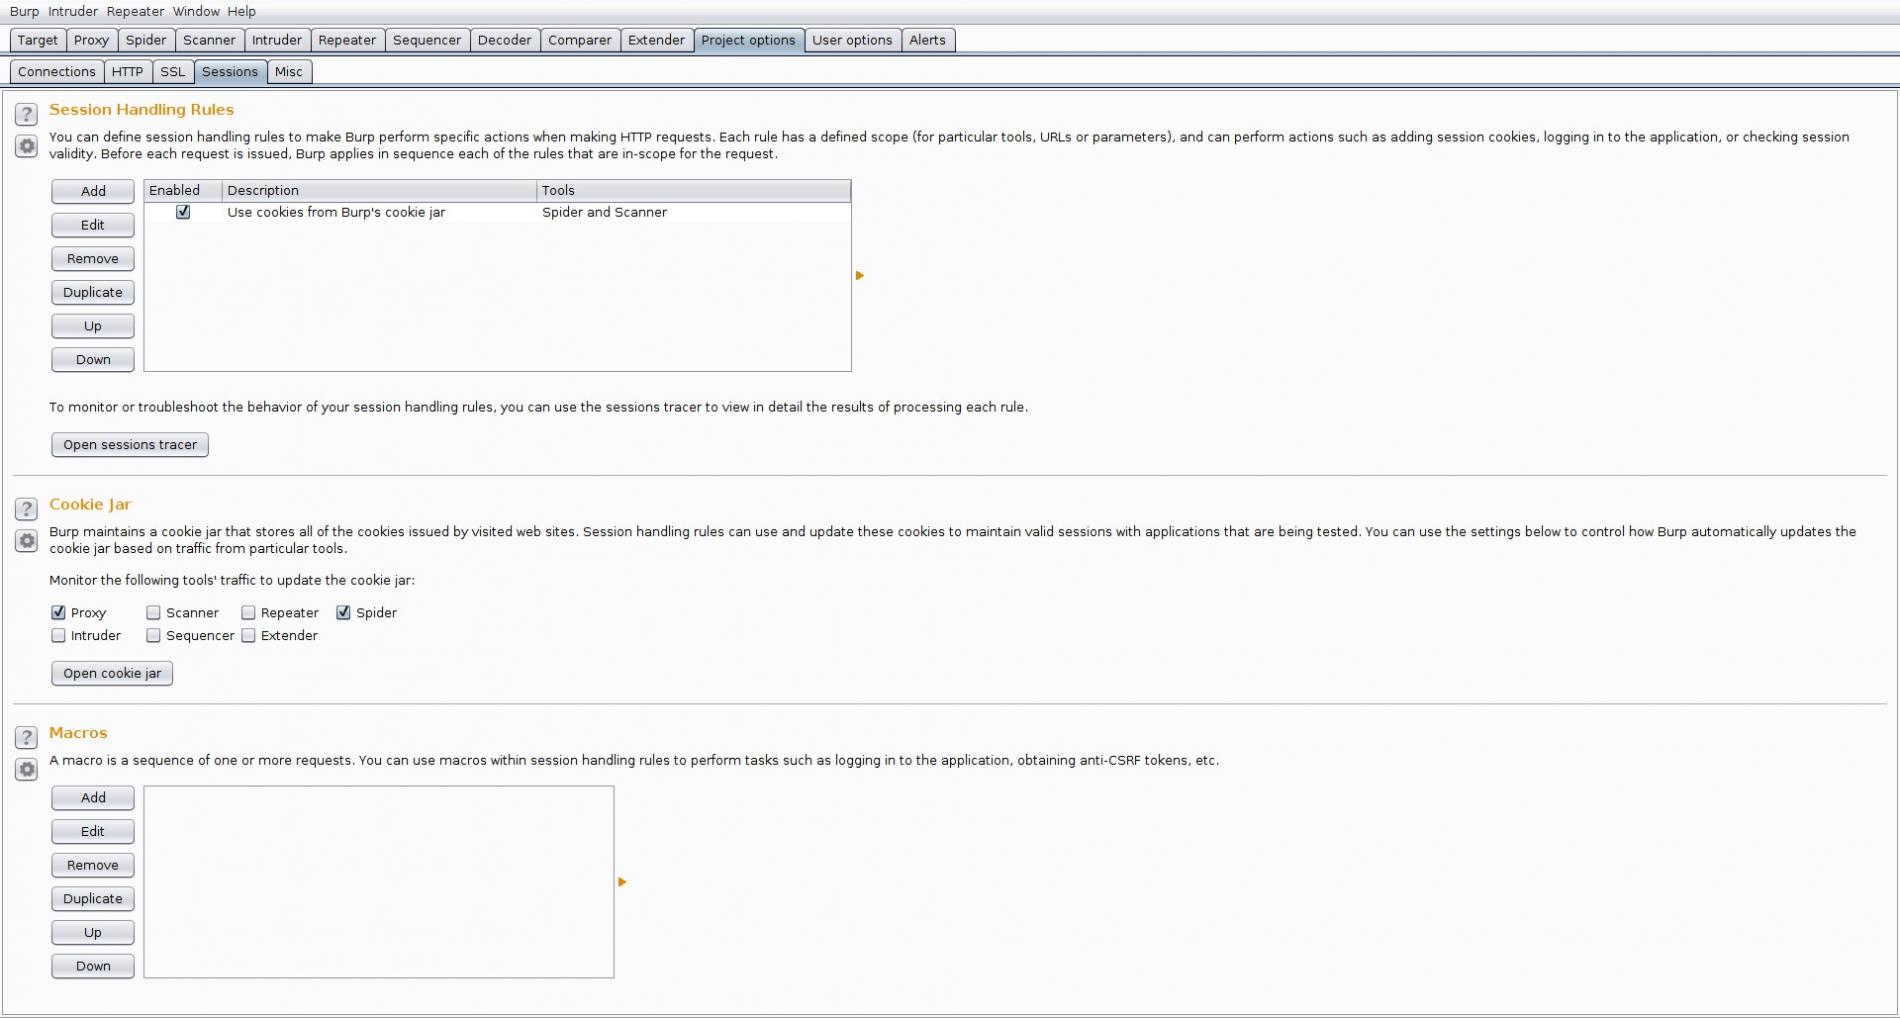 Burp Intruder Repeater Window Help
Target Proxy Spider Scanner Intruder Repeater Sequencer Decoder Comparer Extender Project options User options Alerts
Connections HTTP SSL Sessions Misc
? Session Handling Rules
You can define session handling rules to make Burp perform specific actions when making HTTP requests. Each rule has a defined scope (for particular tools, URLs or parameters), and can perform actions such as adding session cookies, logging in to the application, or checking session
validity. Before each request is issued, Burp applies in sequence each of the rules that are in-scope for the request.
Add Enabled Description Tools
Use cookies from Burp's cookie jar Spider and Scanner
Edit
Remove
Duplicate
Up
Down
To monitor or troubleshoot the behavior of your session handling rules, you can use the sessions tracer to view in detail the results of processing each rule.
Open sessions tracer
? Cookie Jar
Burp maintains a cookie jar that stores all of the cookies issued by visited web sites. Session handling rules can use and update these cookies to maintain valid sessions with applications that are being tested. You can use the settings below to control how Burp automatically updates the
cookie jar based on traffic from particular tools.
Monitor the following tools' traffic to update the cookie jar:
Proxy Scanner Repeater Spider
Intruder Sequencer Extender
Open cookie jar
? Macros
A macro is a sequence of one or more requests. You can use macros within session handling rules to perform tasks such as logging in to the application, obtaining anti-CSRF tokens, etc.
Add
Edit
Remove
Duplicate
Up
Down